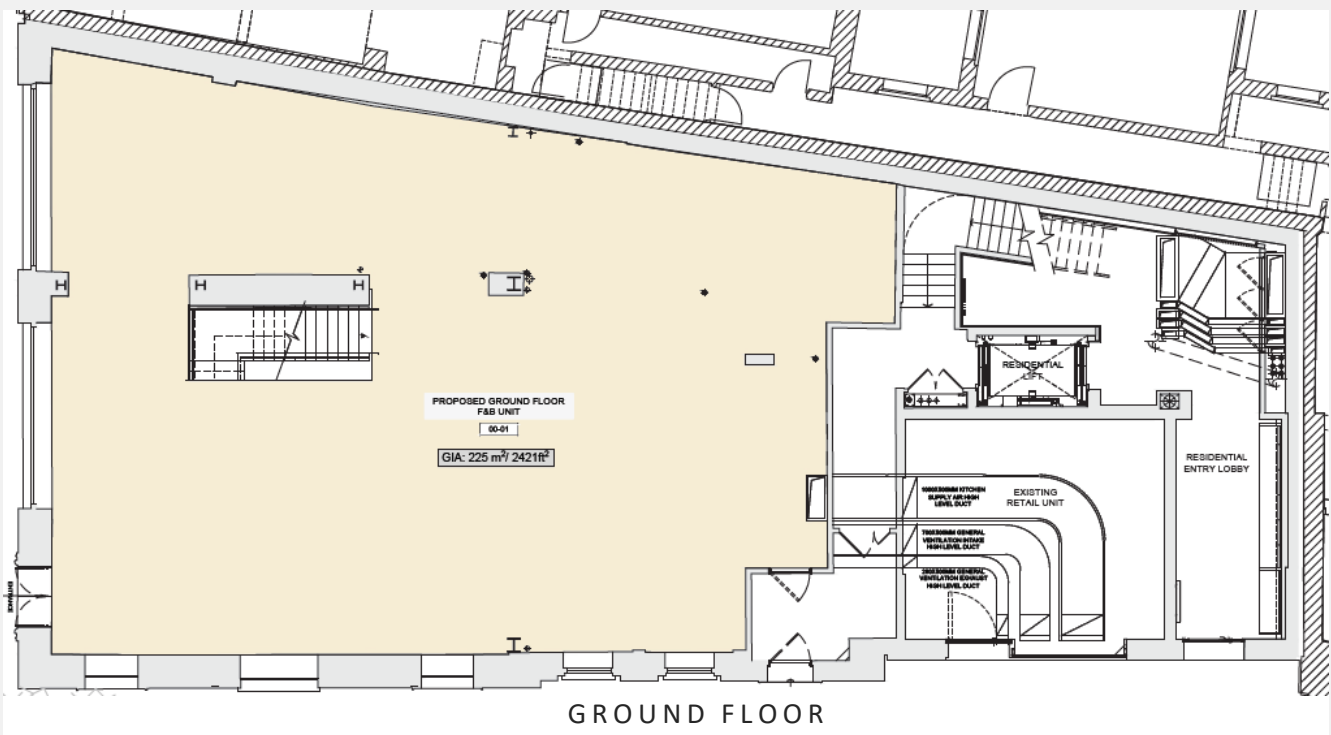 PROPOSED GROUND FLOOR
F&B UNIT
00-01
GIA: 225 m²/ 2421ft²
RESIDENTIAL
LIFT
RESIDENTIAL
ENTRY LOBBY
EXISTING
RETAIL UNIT
KITCHEN
SUPPLY AIR HIGH
LEVEL DUCT
GENERAL
VENTILATION INTAKE
HIGH LEVEL DUCT
GENERAL
VENTILATION EXHAUST
HIGH LEVEL DUCT
ENTRANCE
GROUND FLOOR